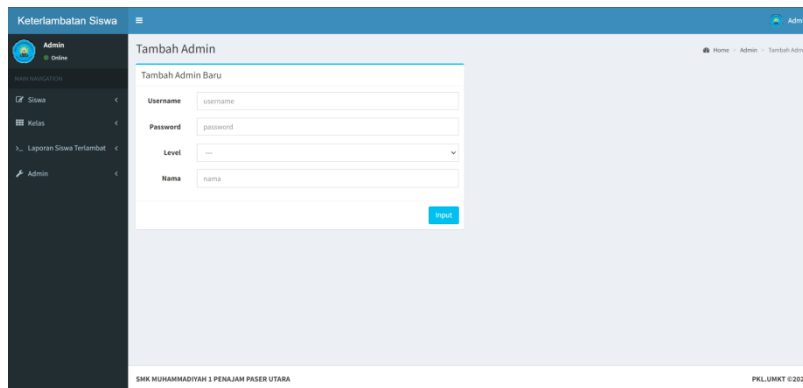 Keterlambatan Siswa
Adm
Admin
Online
MAIN NAVIGATION
Siswa
Kelas
Laporan Siswa Terlambat
Admin
Tambah Admin
Home > Admin > Tambah Adm
Tambah Admin Baru
Username username
Password password
Level ---
Nama nama
Input
SMK MUHAMMADIYAH 1 PENAJAM PASER UTARA
PKL.UMKT ©202